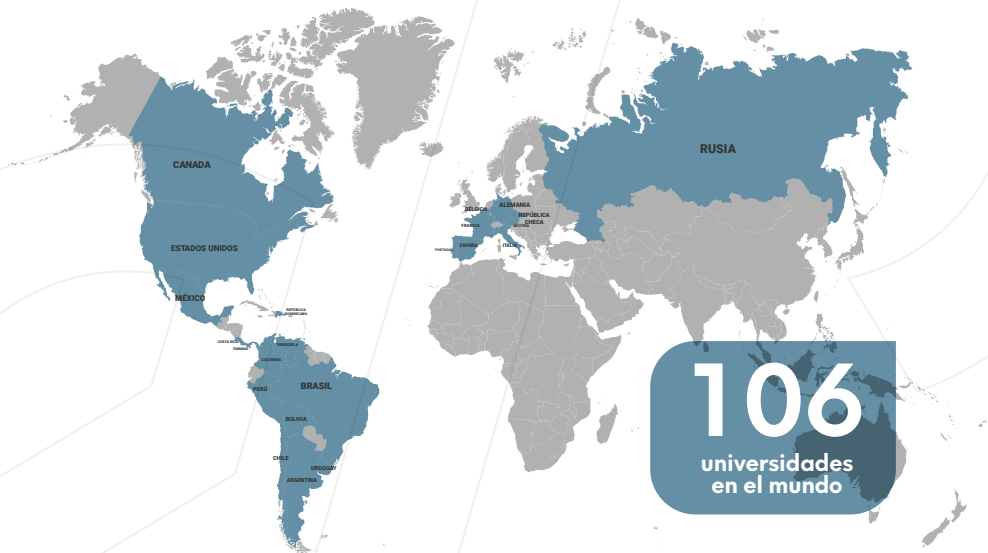 CANADA
RUSIA
ALEMANIA
BÉLGICA
REPÚBLICA
CHECA
FRANCIA
ESPAÑA
ITALIA
PORTUGAL
ESTADOS UNIDOS
MÉXICO
REPÚBLICA
DOMINICANA
COSTA RICA
PANAMÁ
VENEZUELA
COLOMBIA
PERÚ
BRASIL
BOLIVIA
CHILE
URUGUAY
ARGENTINA
106
universidades
en el mundo